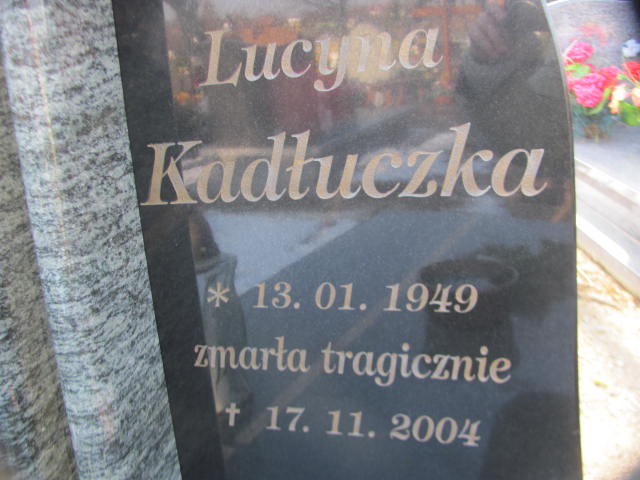 Lucyna
Kadłuczka
* 13. 01. 1949
zmarła tragicznie
† 17. 11. 2004